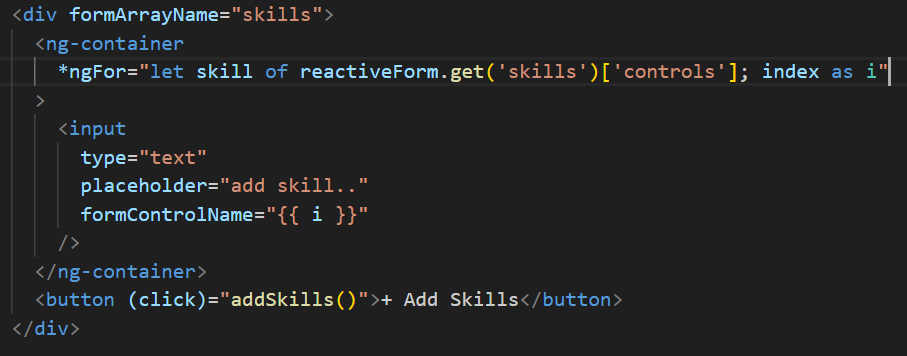 <div formArrayName="skills">
<ng-container
*ngFor="let skill of reactiveForm.get('skills')['controls']; index as i"
>
<input
type="text"
placeholder="add skill.."
formControlName="{{ i }}"
/>
</ng-container>
<button (click)="addSkills()">+ Add Skills</button>
</div>